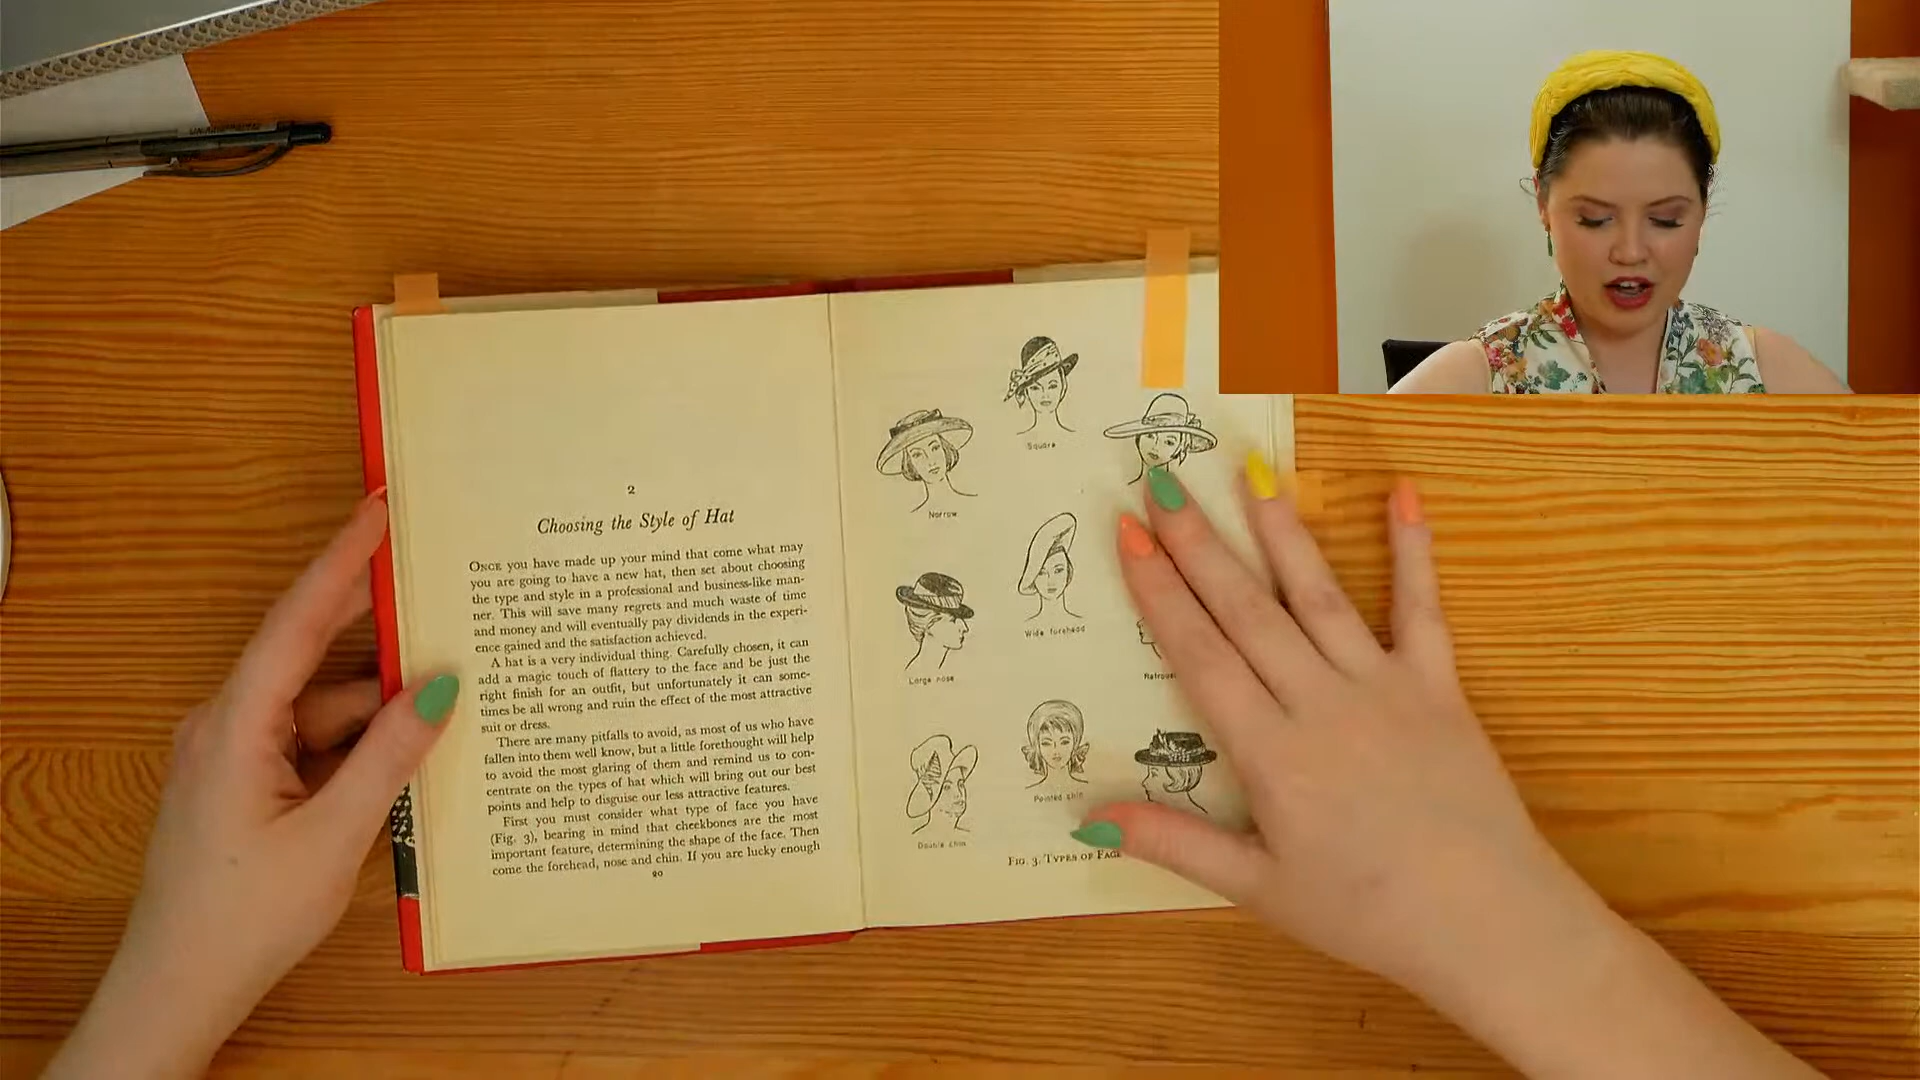 2
Choosing the Style of Hat
ONCE you have made up your mind that come what may
you are going to have a new hat, then set about choosing
the type and style in a professional and business-like man-
ner. This will save many regrets and much waste of time
and money and will eventually pay dividends in the experi-
ence gained and the satisfaction achieved.
A hat is a very individual thing. Carefully chosen, it can
add a magic touch of flattery to the face and be just the
right finish for an outfit, but unfortunately it can some-
times be all wrong and ruin the effect of the most attractive
suit or dress.
There are many pitfalls to avoid, as most of us who have
fallen into them well know, but a little forethought will help
to avoid the most glaring of them and remind us to con-
centrate on the types of hat which will bring out our best
points and help to disguise our less attractive features.
First you must consider what type of face you have
(Fig. 3), bearing in mind that cheekbones are the most
important feature, determining the shape of the face. Then
come the forehead, nose and chin. If you are lucky enough
20
Square
Narrow
Wide forehead
Large nose
Pointed chin
Double chin
FIG. 3. TYPES OF FACE